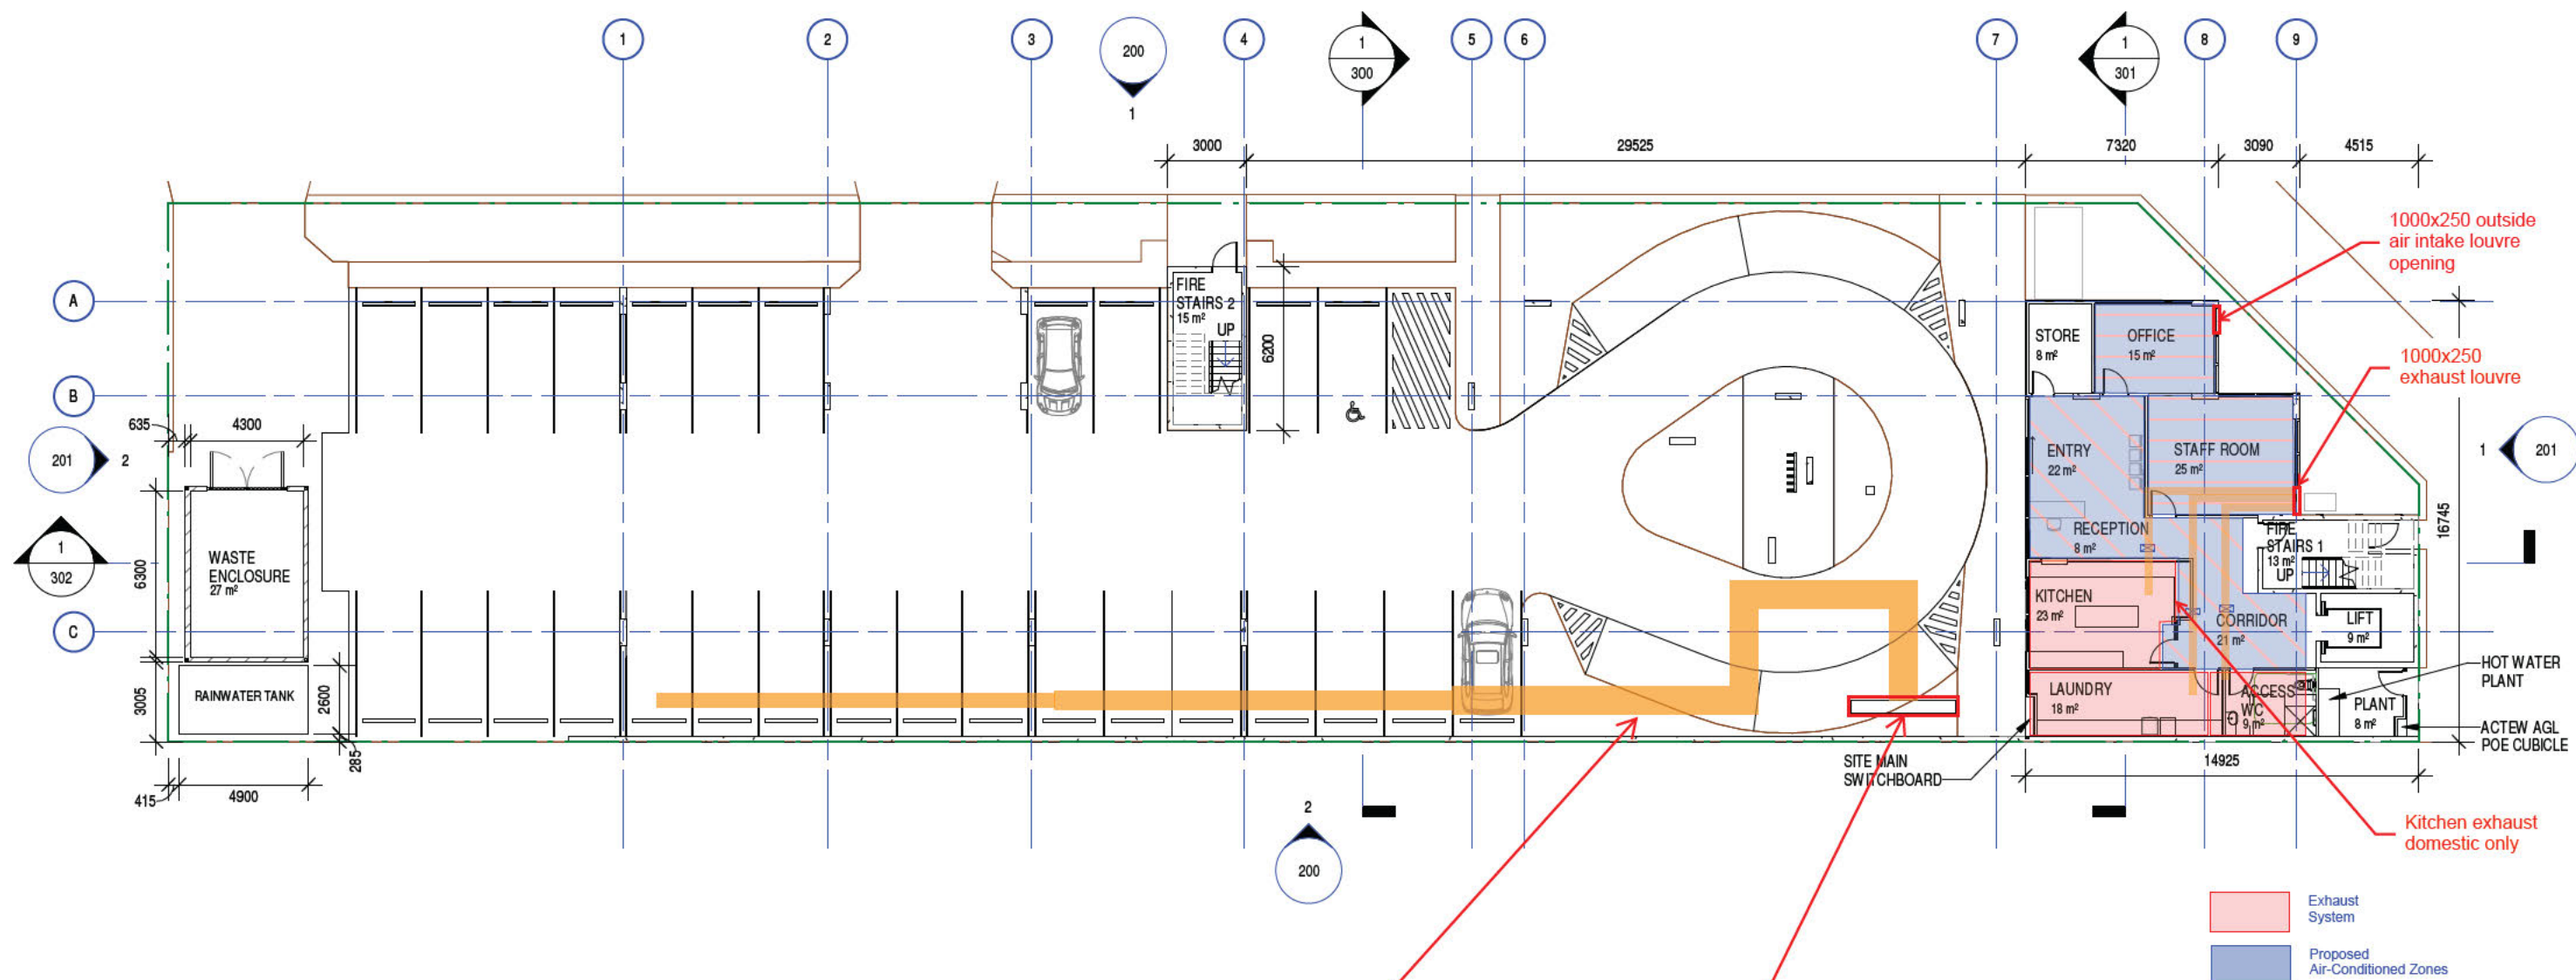 1
2
3
200
1
4
1
300
5
6
7
1
301
8
9
3000
29525
7320
3090
4515
1000x250 outside
air intake louvre
opening
A
FIRE
STAIRS 2
15 m²
UP
6200
STORE
8 m²
OFFICE
15 m²
1000x250
exhaust louvre
B
635
4300
201
2
ENTRY
22 m²
STAFF ROOM
25 m²
1
201
16745
RECEPTION
8 m²
FIRE
STAIRS 1
13 m²
UP
1
302
6300
WASTE
ENCLOSURE
27 m²
KITCHEN
23 m²
C
CORRIDOR
21 m²
LIFT
9 m²
HOT WATER
PLANT
3005
RAINWATER TANK
2600
LAUNDRY
18 m²
ACCESS
WC
9 m²
PLANT
8 m²
ACTEW AGL
POE CUBICLE
285
415
4900
SITE MAIN
SWITCHBOARD
14925
2
200
Kitchen exhaust
domestic only
Exhaust
System
Proposed
Air-Conditioned Zones